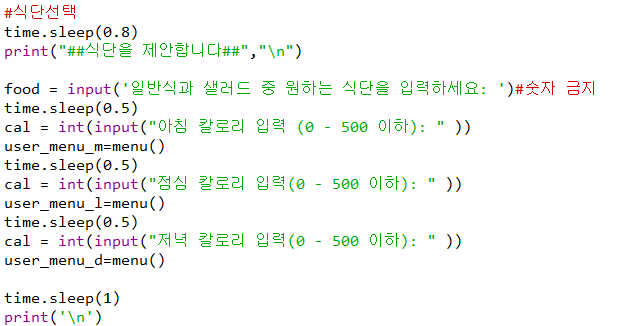 #식단선택
time.sleep(0.8)
print("##식단을 제안합니다##","\n")
food = input('일반식과 샐러드 중 원하는 식단을 입력하세요: ')#숫자 금지
time.sleep(0.5)
cal = int(input("아침 칼로리 입력 (0 - 500 이하): " ))
user_menu_m=menu()
time.sleep(0.5)
cal = int(input("점심 칼로리 입력(0 - 500 이하): " ))
user_menu_l=menu()
time.sleep(0.5)
cal = int(input("저녁 칼로리 입력(0 - 500 이하): " ))
user_menu_d=menu()
time.sleep(1)
print('\n')